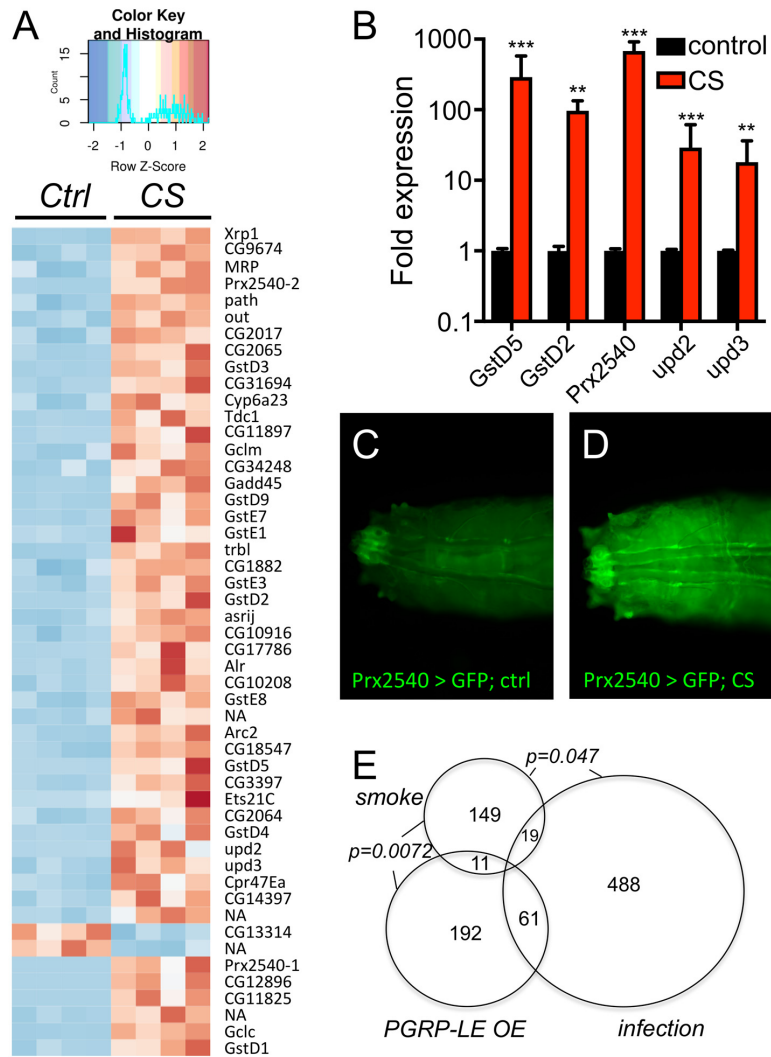 A
Color Key
and Histogram
Count
0
5
15
-2 -1 0 1 2
Row Z-Score
Ctrl CS
Xrp1
CG9674
MRP
Prx2540-2
path
out
CG2017
CG2065
GstD3
CG31694
Cyp6a23
Tdc1
CG11897
Gclm
CG34248
Gadd45
GstD9
GstE7
GstE1
trbl
CG1882
GstE3
GstD2
asrij
CG10916
CG17786
Alr
CG10208
GstE8
NA
Arc2
CG18547
GstD5
CG3397
Ets21C
CG2064
GstD4
upd2
upd3
Cpr47Ea
CG14397
NA
CG13314
NA
Prx2540-1
CG12896
CG11825
NA
Gclc
GstD1
B
Fold expression
1000
100
10
1
0.1
*** ** *** *** **
control
CS
GstD5 GstD2 Prx2540 upd2 upd3
C
Prx2540 > GFP; ctrl
D
Prx2540 > GFP; CS
E
p=0.047
smoke
149
19
p=0.0072
11
488
192
61
PGRP-LE OE
infection